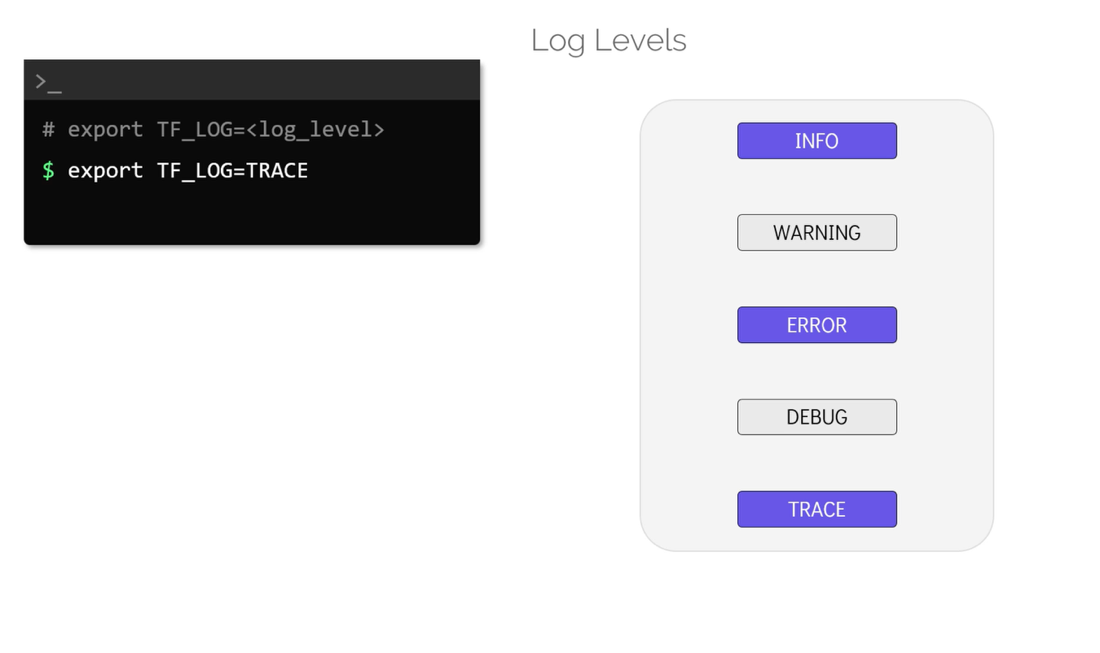 Log Levels
>_
# export TF_LOG=<log_level>
$ export TF_LOG=TRACE
INFO
WARNING
ERROR
DEBUG
TRACE